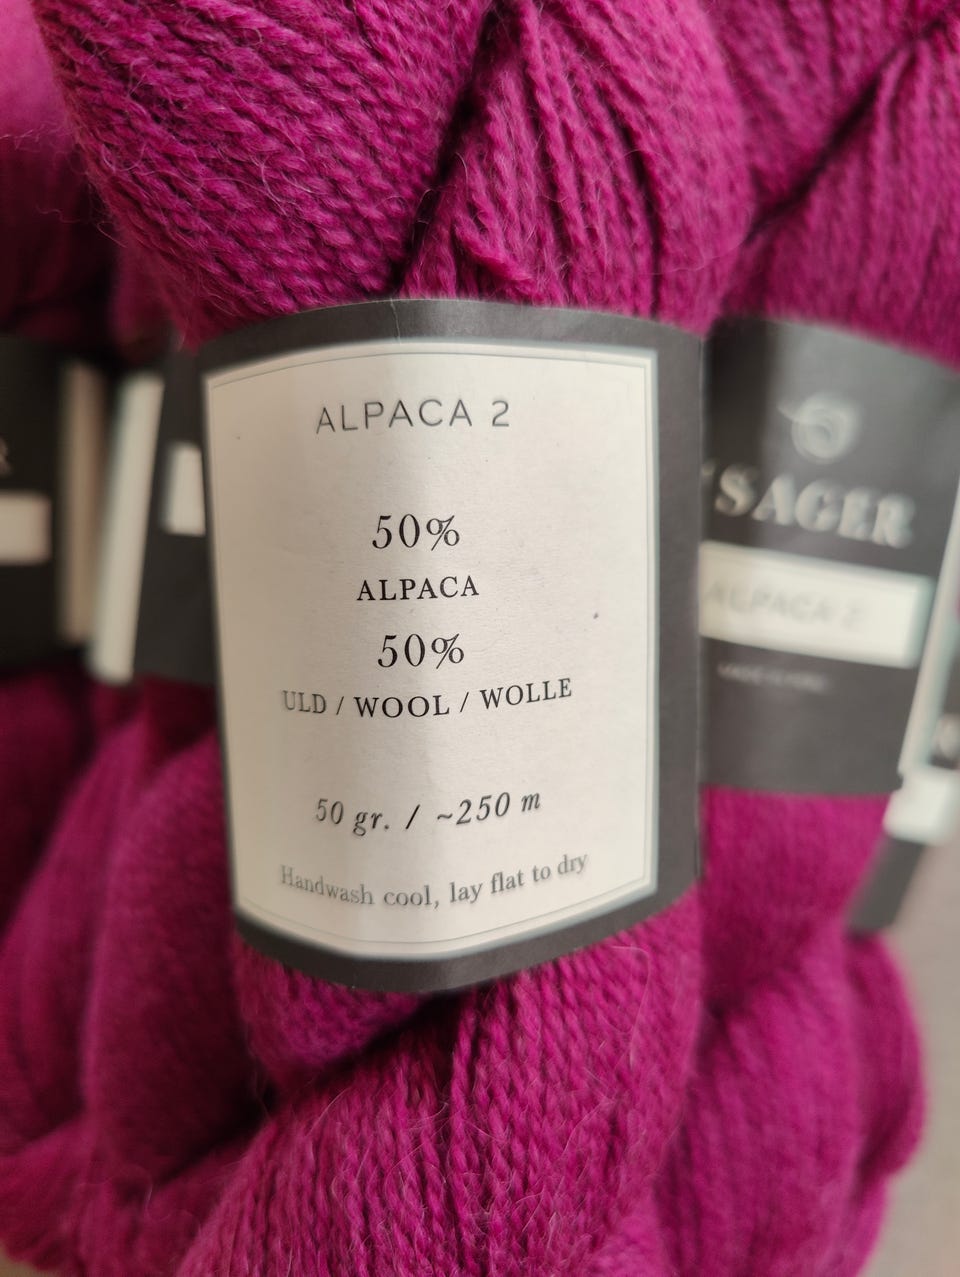 ALPACA 2
50%
ALPACA
50%
ULD / WOOL / WOLLE
50 gr. / ~250 m
Handwash cool, lay flat to dry
SAGER
ALPACA 2